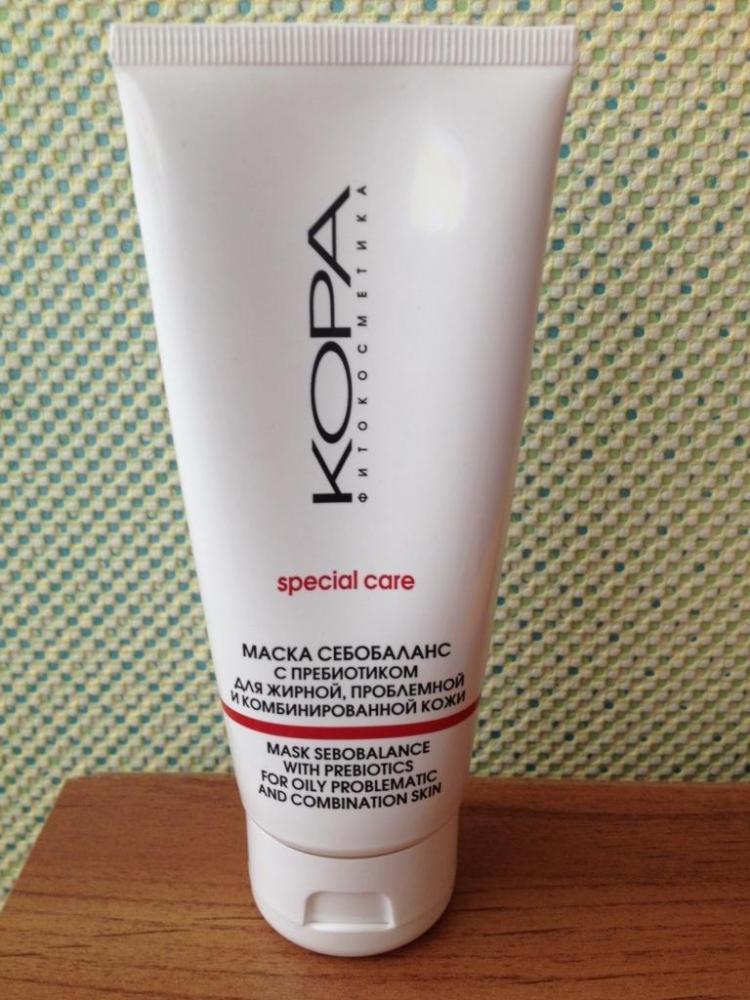 КОРА
ФИТОКОСМЕТИКА
special care
МАСКА СЕБОБАЛАНС
С ПРЕБИОТИКОМ
ДЛЯ ЖИРНОЙ, ПРОБЛЕМНОЙ
И КОМБИНИРОВАННОЙ КОЖИ
MASK SEBOBALANCE
WITH PREBIOTICS
FOR OILY PROBLEMATIC
AND COMBINATION SKIN